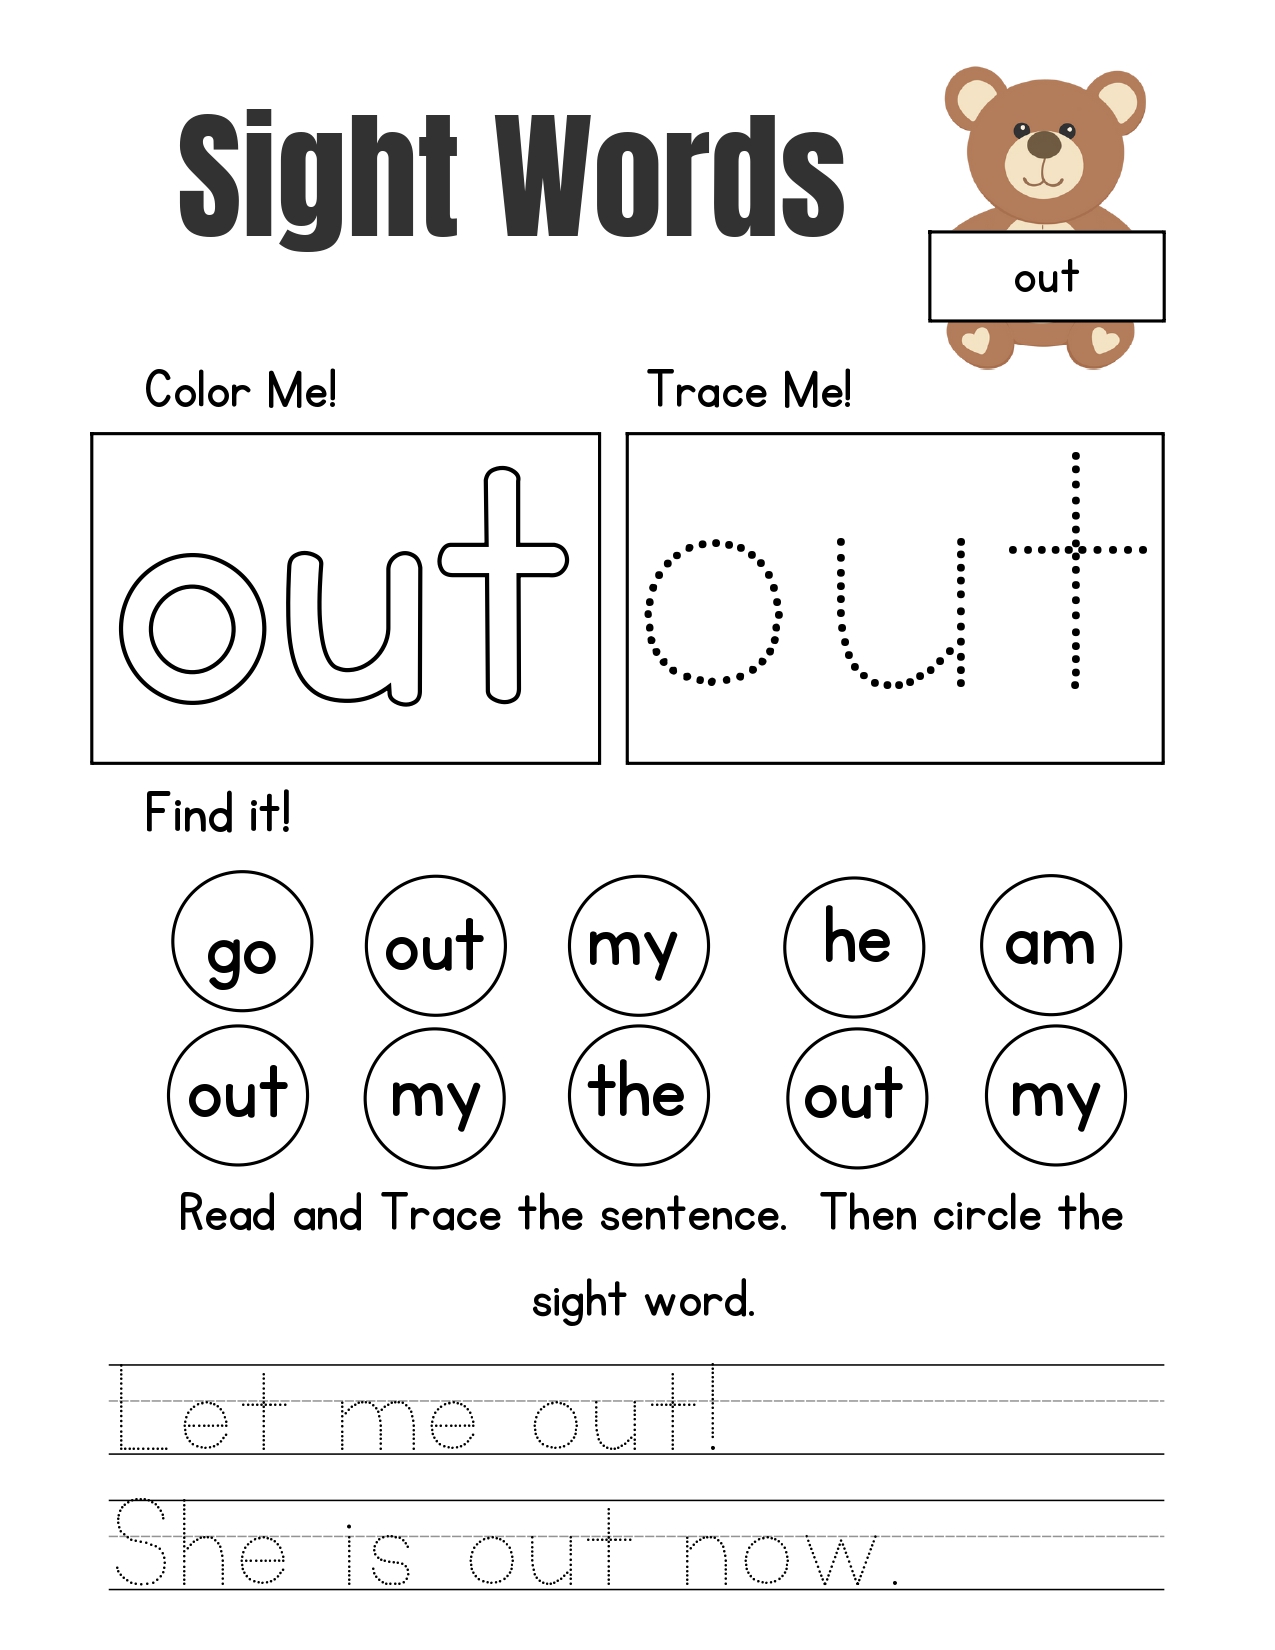 Sight Words
out
Color Me!
Trace Me!
out
out
Find it!
go out my he am
out my the out my
Read and Trace the sentence. Then circle the
sight word.
Let me out!
She is out now.